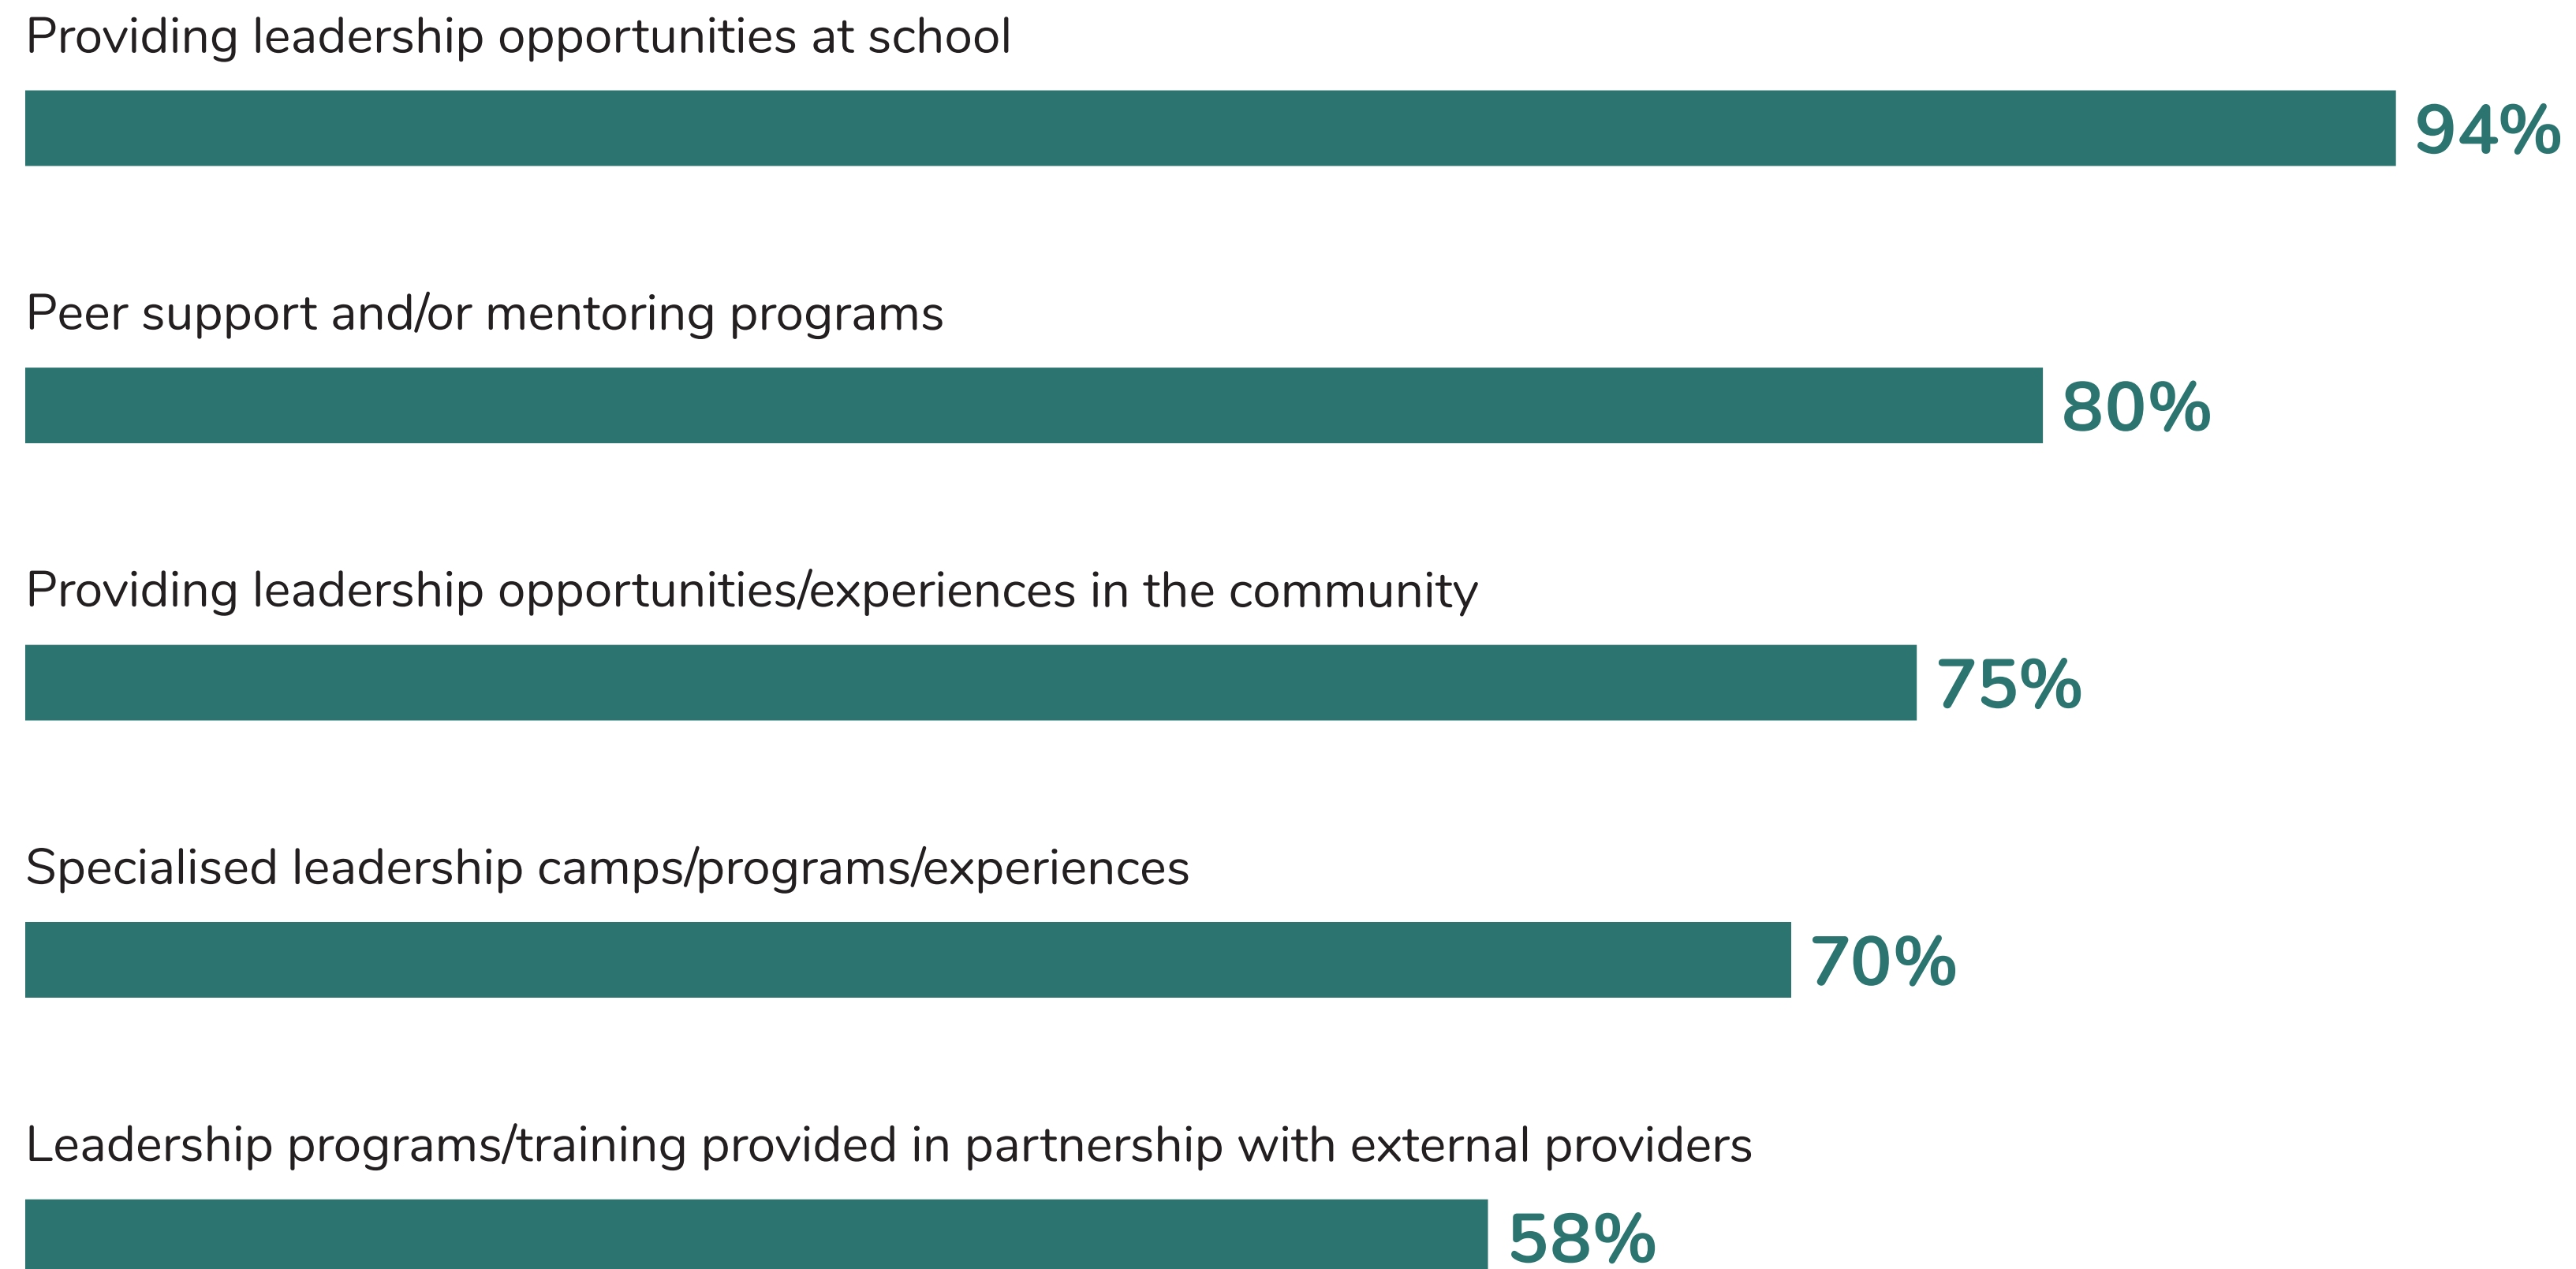 Providing leadership opportunities at school
94%
Peer support and/or mentoring programs
80%
Providing leadership opportunities/experiences in the community
75%
Specialised leadership camps/programs/experiences
70%
Leadership programs/training provided in partnership with external providers
58%